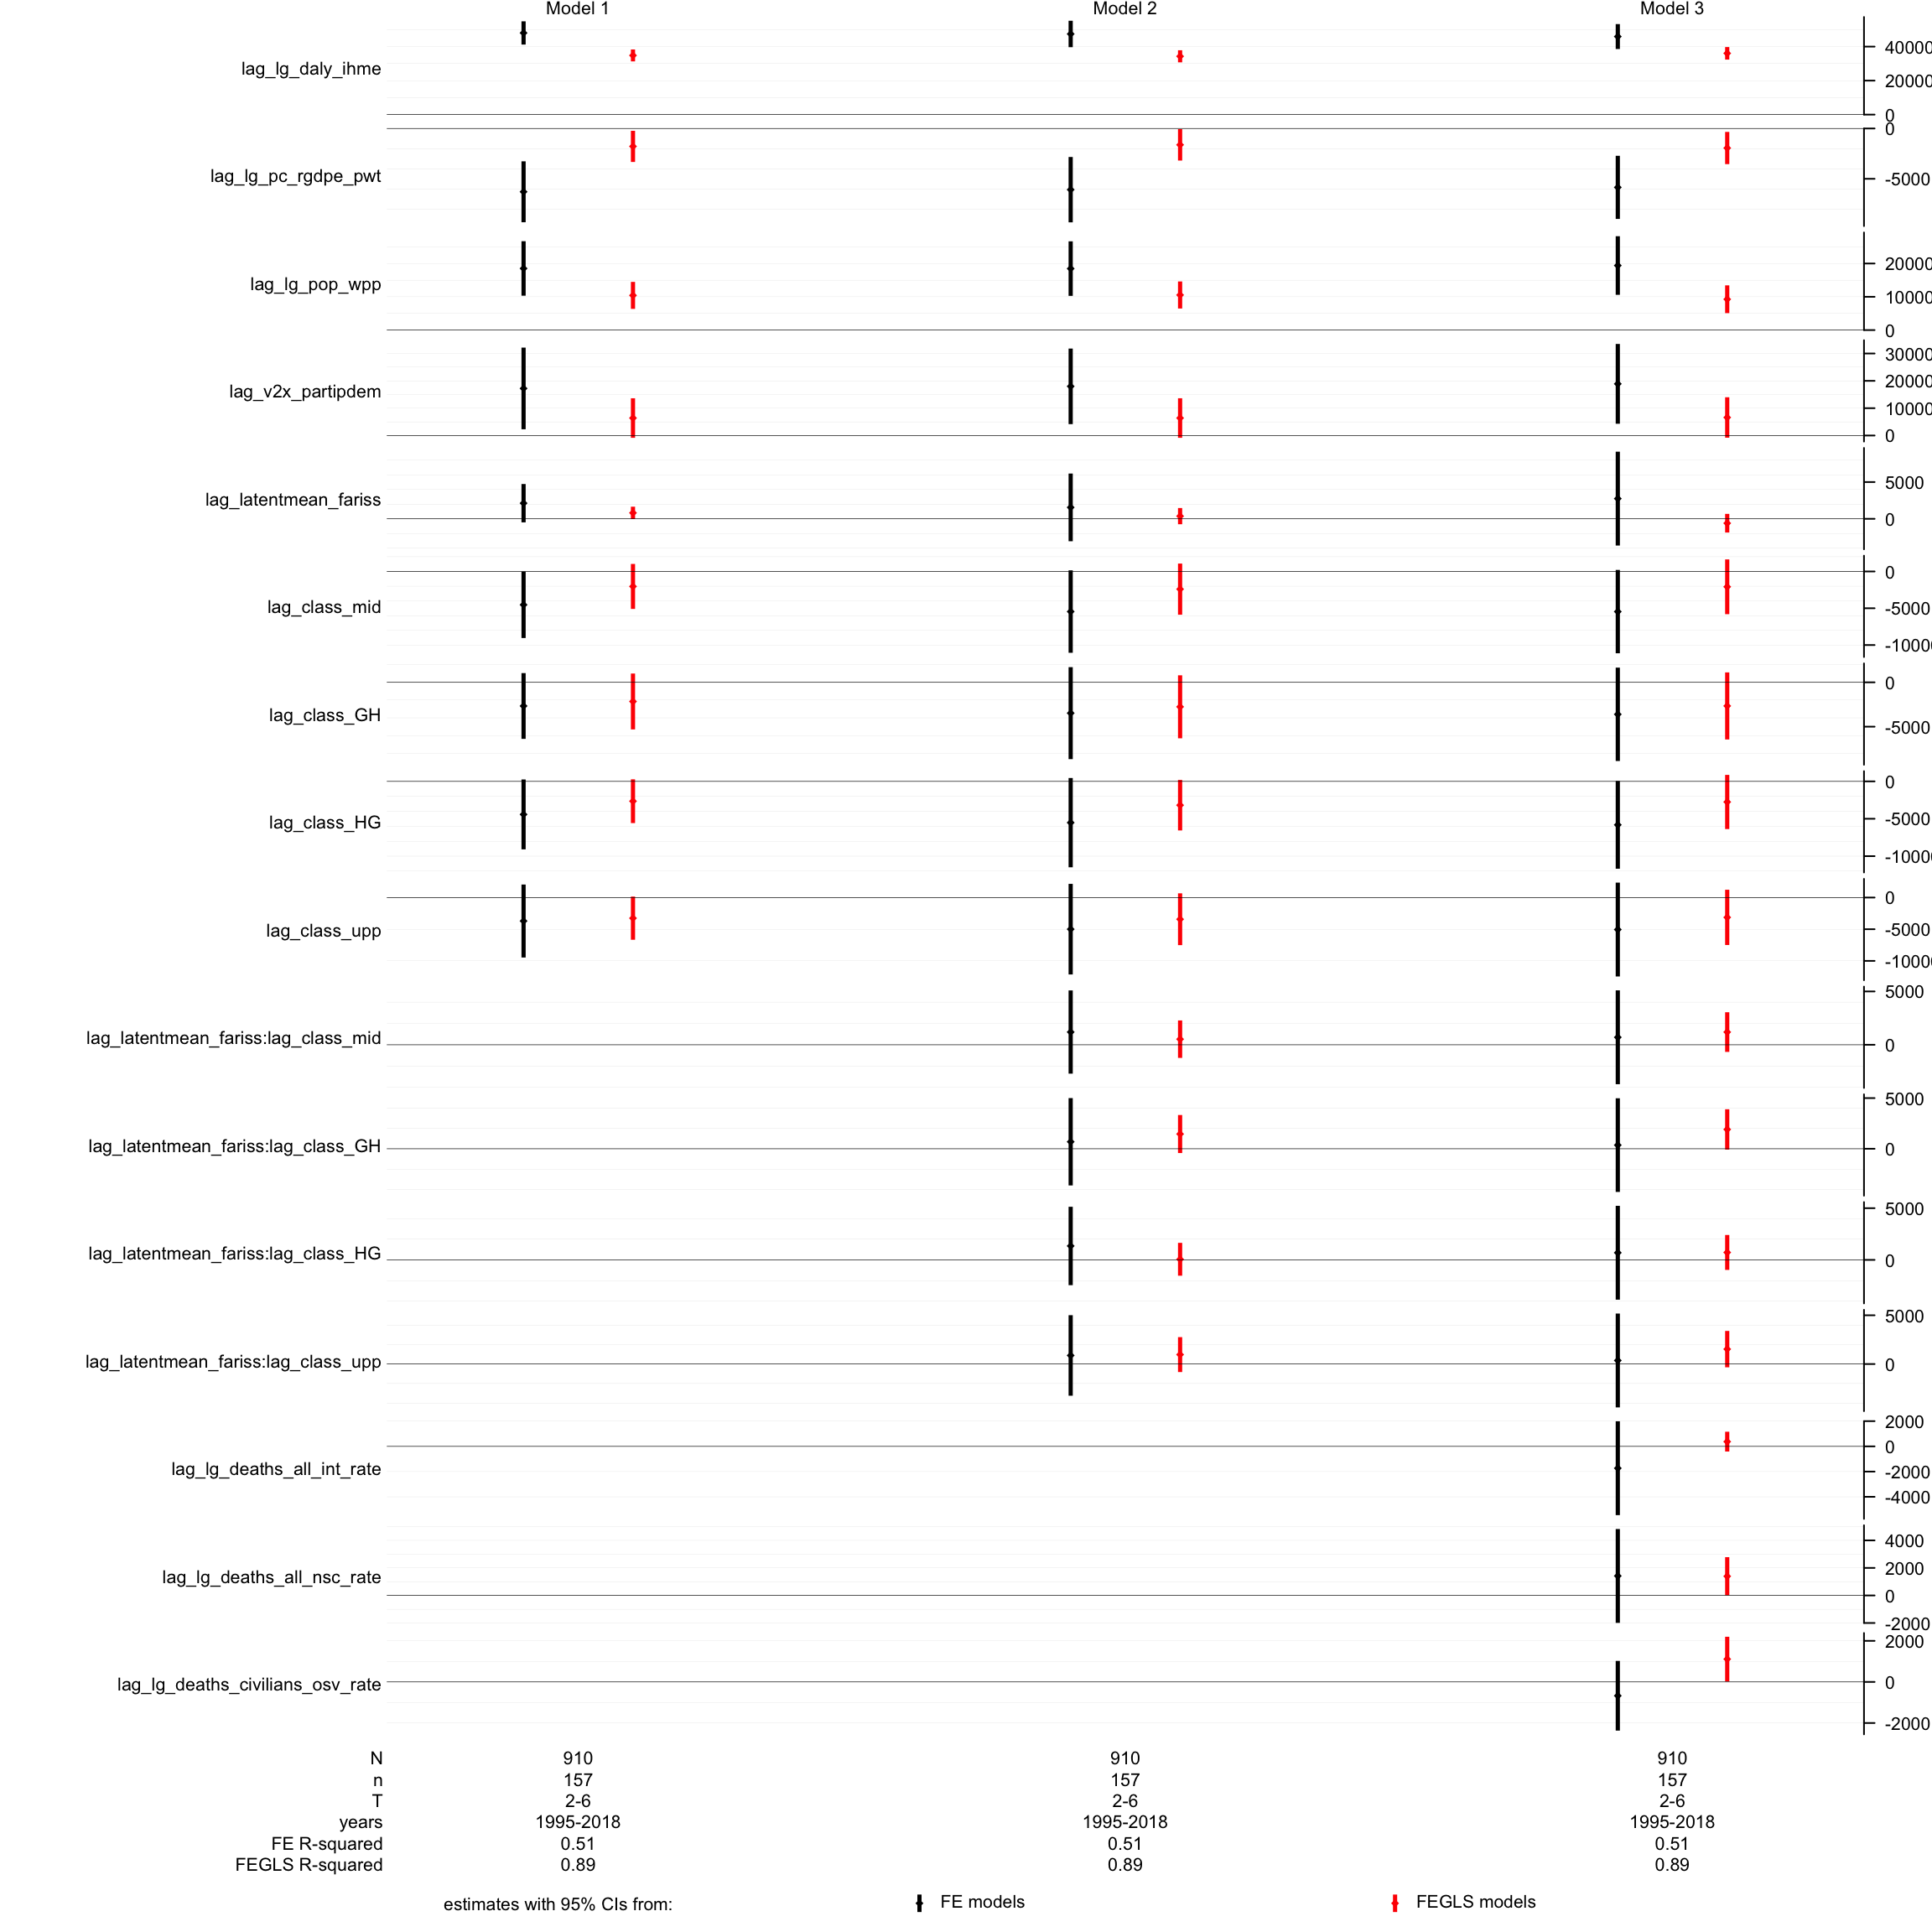 Model 1 Model 2 Model 3
40000
lag_lg_daly_ihme
20000
0
0
lag_lg_pc_rgdpe_pwt
-5000
20000
lag_lg_pop_wpp
10000
0
30000
20000
lag_v2x_partipdem
10000
0
5000
lag_latentmean_fariss
0
0
lag_class_mid
-5000
-10000
0
lag_class_GH
-5000
0
lag_class_HG
-5000
-10000
0
lag_class_upp
-5000
-10000
5000
lag_latentmean_fariss:lag_class_mid
0
5000
lag_latentmean_fariss:lag_class_GH
0
5000
lag_latentmean_fariss:lag_class_HG
0
5000
lag_latentmean_fariss:lag_class_upp
0
2000
0
lag_lg_deaths_all_int_rate
-2000
-4000
4000
2000
lag_lg_deaths_all_nsc_rate
0
-2000
2000
lag_lg_deaths_civilians_osv_rate
0
-2000
N 910 910 910
n 157 157 157
T 2-6 2-6 2-6
years 1995-2018 1995-2018 1995-2018
FE R-squared 0.51 0.51 0.51
FEGLS R-squared 0.89 0.89 0.89
estimates with 95% CIs from: FE models FEGLS models